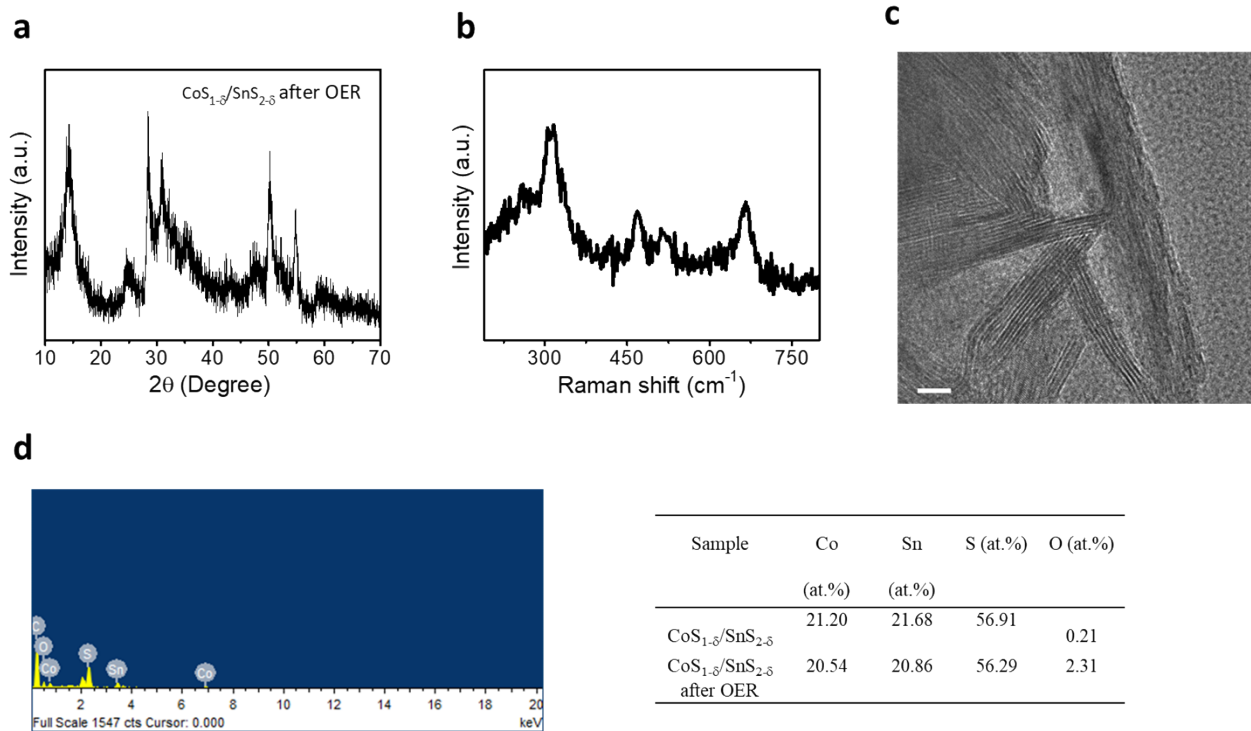 a
CoS1-δ/SnS2-δ after OER
Intensity (a.u.)
10 20 30 40 50 60 70
2θ (Degree)
b
Intensity (a.u.)
300 450 600 750
Raman shift (cm-1)
c
d
C
O
Co
S
Sn
Co
2 4 6 8 10 12 14 16 18 20
Full Scale 1547 cts Cursor: 0.000 keV
Sample Co Sn S (at.%) O (at.%)
(at.%) (at.%)
CoS1-δ/SnS2-δ 21.20 21.68 56.91 0.21
CoS1-δ/SnS2-δ 20.54 20.86 56.29 2.31
after OER